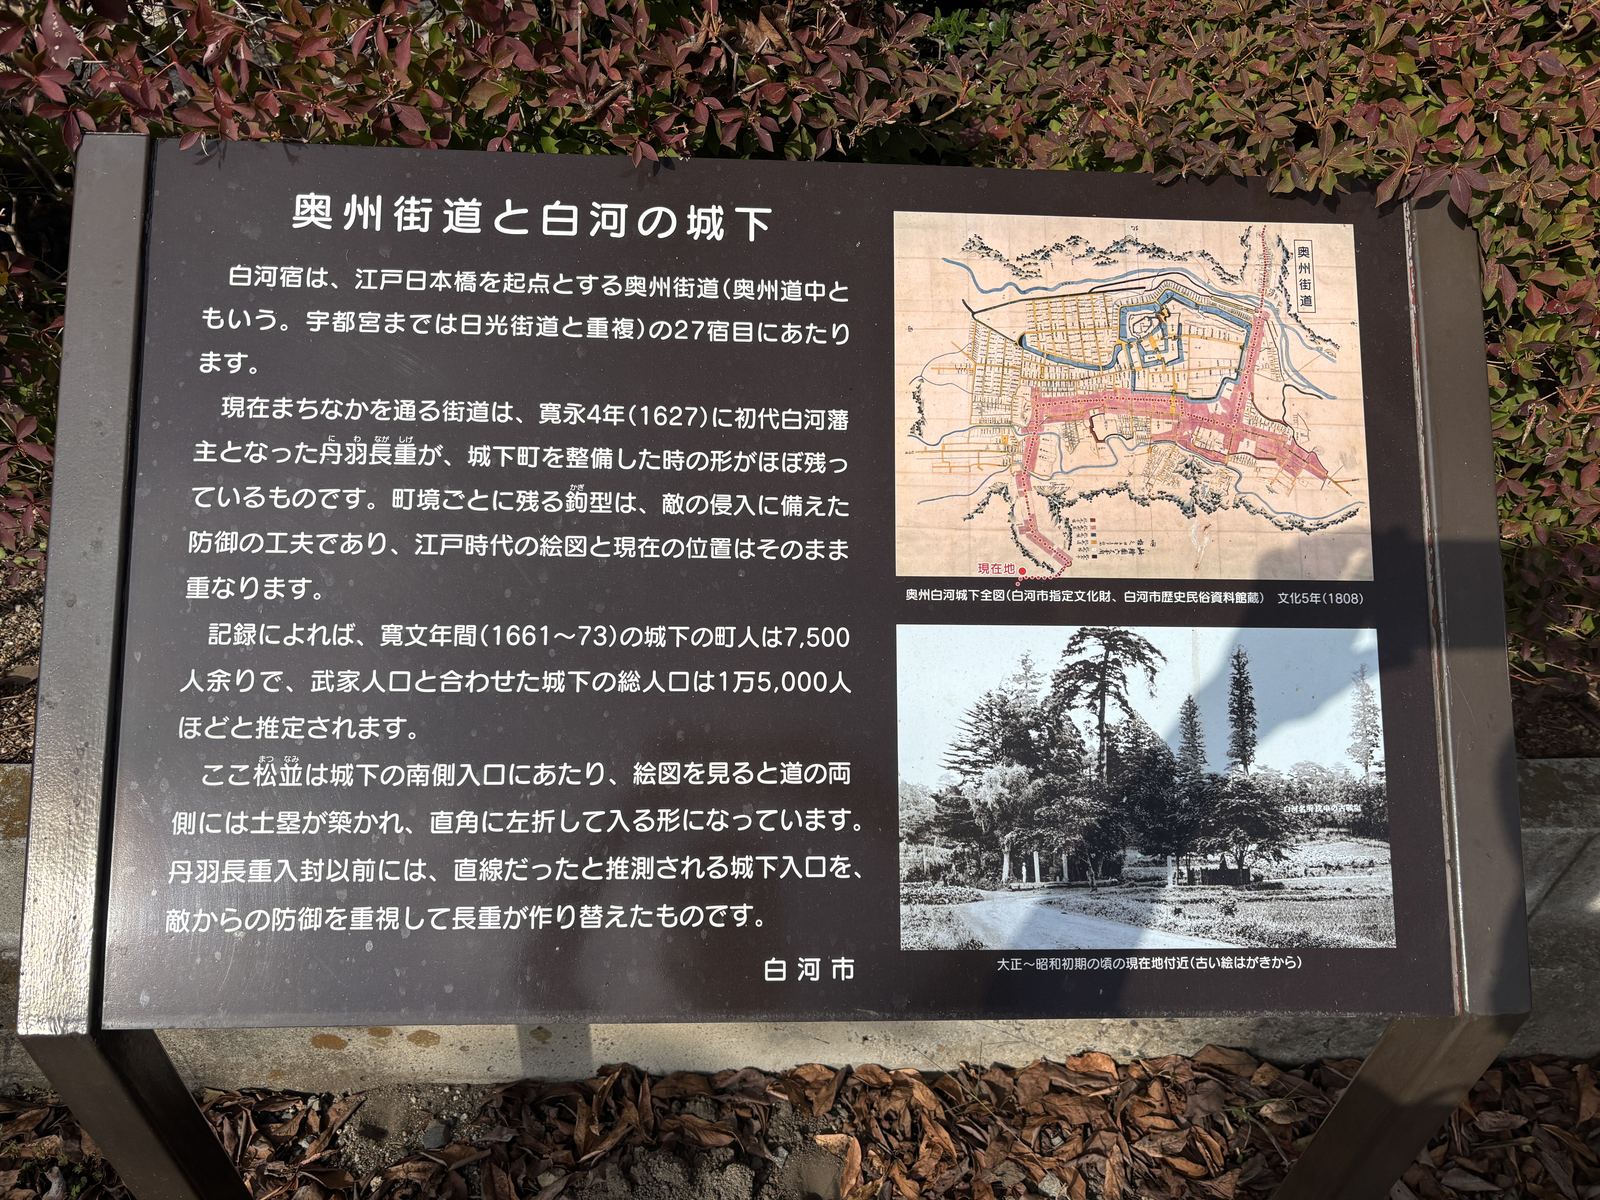 奥州街道と白河の城下
白河宿は、江戸日本橋を起点とする奥州街道(奥州道中と
もいう。宇都宮までは日光街道と重複)の27宿目にあたり
ます。
現在まちなかを通る街道は、寛永4年(1627)に初代白河藩
主となった丹羽長重が、城下町を整備した時の形がほぼ残っ
ているものです。町境ごとに残る鉤型は、敵の侵入に備えた
防御の工夫であり、江戸時代の絵図と現在の位置はそのまま
重なります。
記録によれば、寛文年間(1661〜73)の城下の町人は7,500
人余りで、武家人口と合わせた城下の総人口は1万5,000人
ほどと推定されます。
ここ松並は城下の南側入口にあたり、絵図を見ると道の両
側には土塁が築かれ、直角に左折して入る形になっています。
丹羽長重入封以前には、直線だったと推測される城下入口を、
敵からの防御を重視して長重が作り替えたものです。
白河市
奥州街道
現在地
奥州白河城下全図(白河市指定文化財、白河市歴史民俗資料館蔵) 文化5年(1808)
大正〜昭和初期の頃の現在地付近(古い絵はがきから)